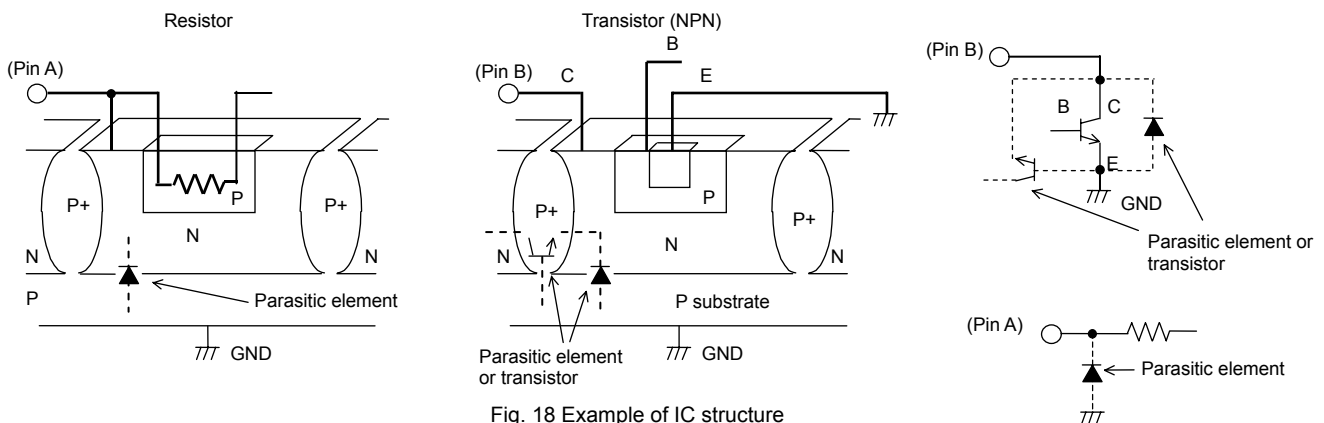 Resistor
(Pin A)
P
P+
P+
N
N
N
P
Parasitic element
GND
Transistor (NPN)
B
(Pin B)
C
E
P
P+
P+
N
N
N
P substrate
Parasitic element
or transistor
GND
(Pin B)
B
C
E
GND
Parasitic element or
transistor
(Pin A)
Parasitic element
Fig. 18 Example of IC structure